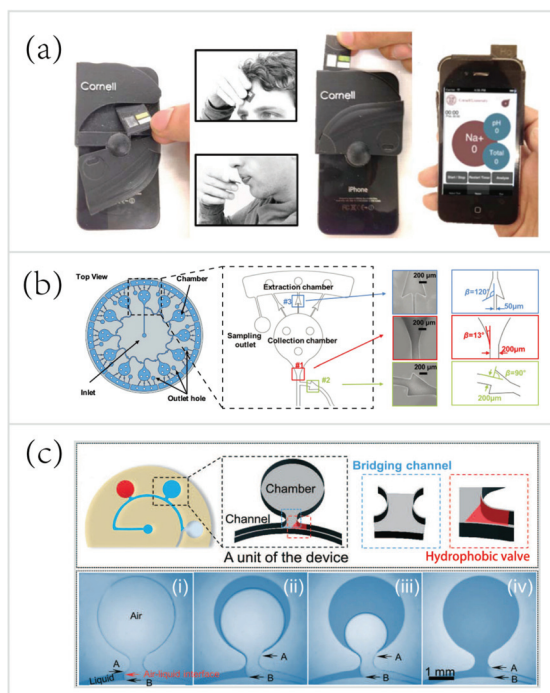 (a)
Cornell
Cornell
iPhone
Na+
0
pH
0
Total
0
(b)
Top View
Chamber
Inlet
Outlet hole
Extraction chamber
#3
Sampling
outlet
Collection chamber
#1
#2
200 μm
200 μm
200 μm
β=120°
50μm
β=13°
200μm
β=90°
200μm
(c)
Chamber
Channel
A unit of the device
Bridging channel
Hydrophobic valve
(i)
Air
A
Liquid
Air-liquid interface
B
(ii)
A
B
(iii)
A
B
(iv)
1 mm